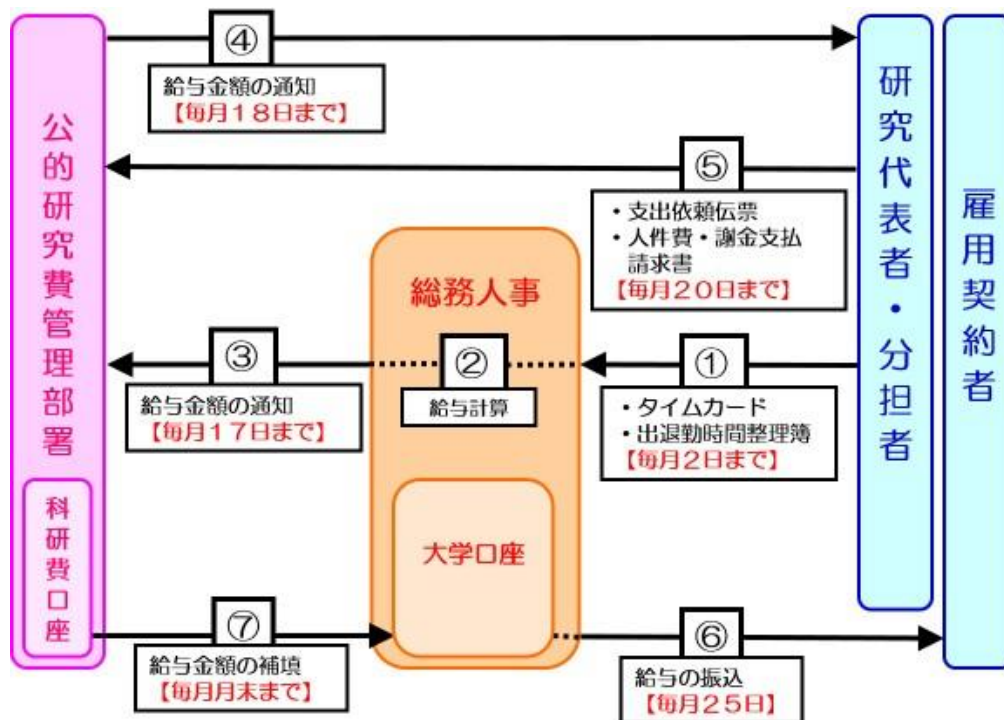 ④
給与金額の通知
【毎月１８日まで】
⑤
・支出依頼伝票
・人件費・謝金支払
請求書
【毎月２０日まで】
公的研究費管理部署
研究代表者・分担者
雇用契約者
総務人事
③
給与金額の通知
【毎月１７日まで】
②
給与計算
①
・タイムカード
・出退勤時間整理簿
【毎月２日まで】
科研費口座
大学口座
⑦
給与金額の補填
【毎月月末まで】
⑥
給与の振込
【毎月２５日】